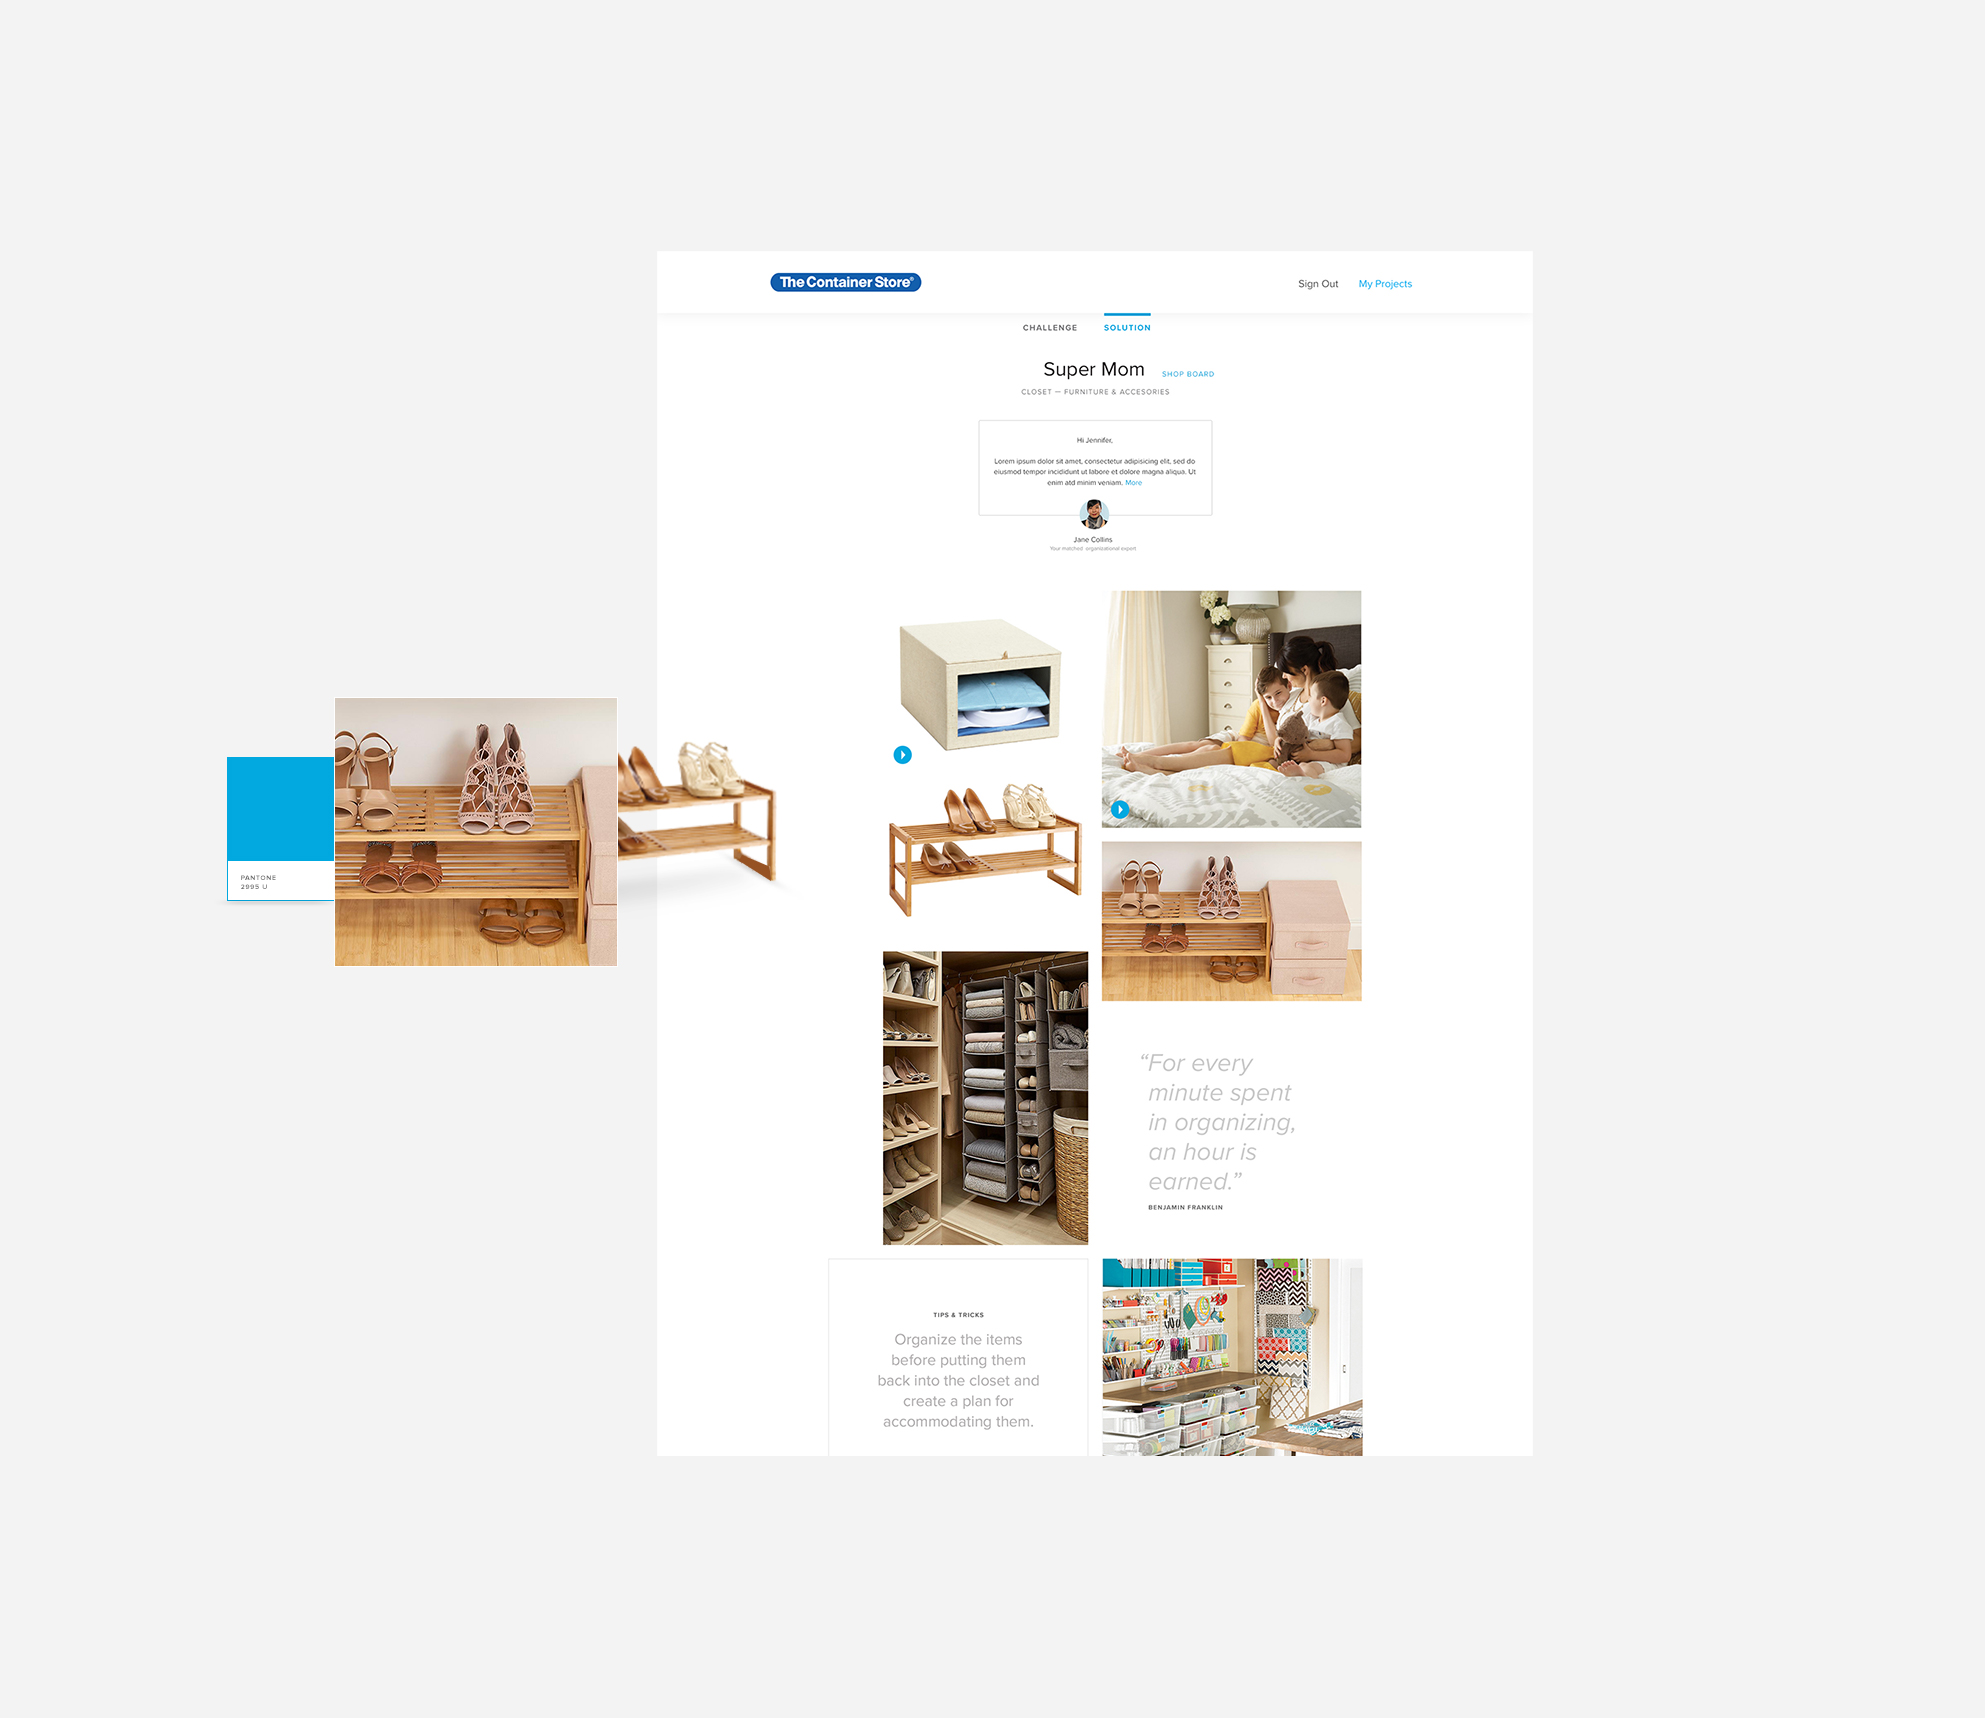 The Container Store®
Sign Out My Projects
CHALLENGE SOLUTION
Super Mom SHOP BOARD
CLOSET — FURNITURE & ACCESORIES
Hi Jennifer,
Lorem ipsum dolor sit amet, consectetur adipisicing elit, sed do
eiusmod tempor incididunt ut labore et dolore magna aliqua. Ut
enim atd minim veniam. More
Jane Collins
Your matched organizational expert
PANTONE
2995 U
“For every
minute spent
in organizing,
an hour is
earned.”
BENJAMIN FRANKLIN
TIPS & TRICKS
Organize the items
before putting them
back into the closet and
create a plan for
accommodating them.